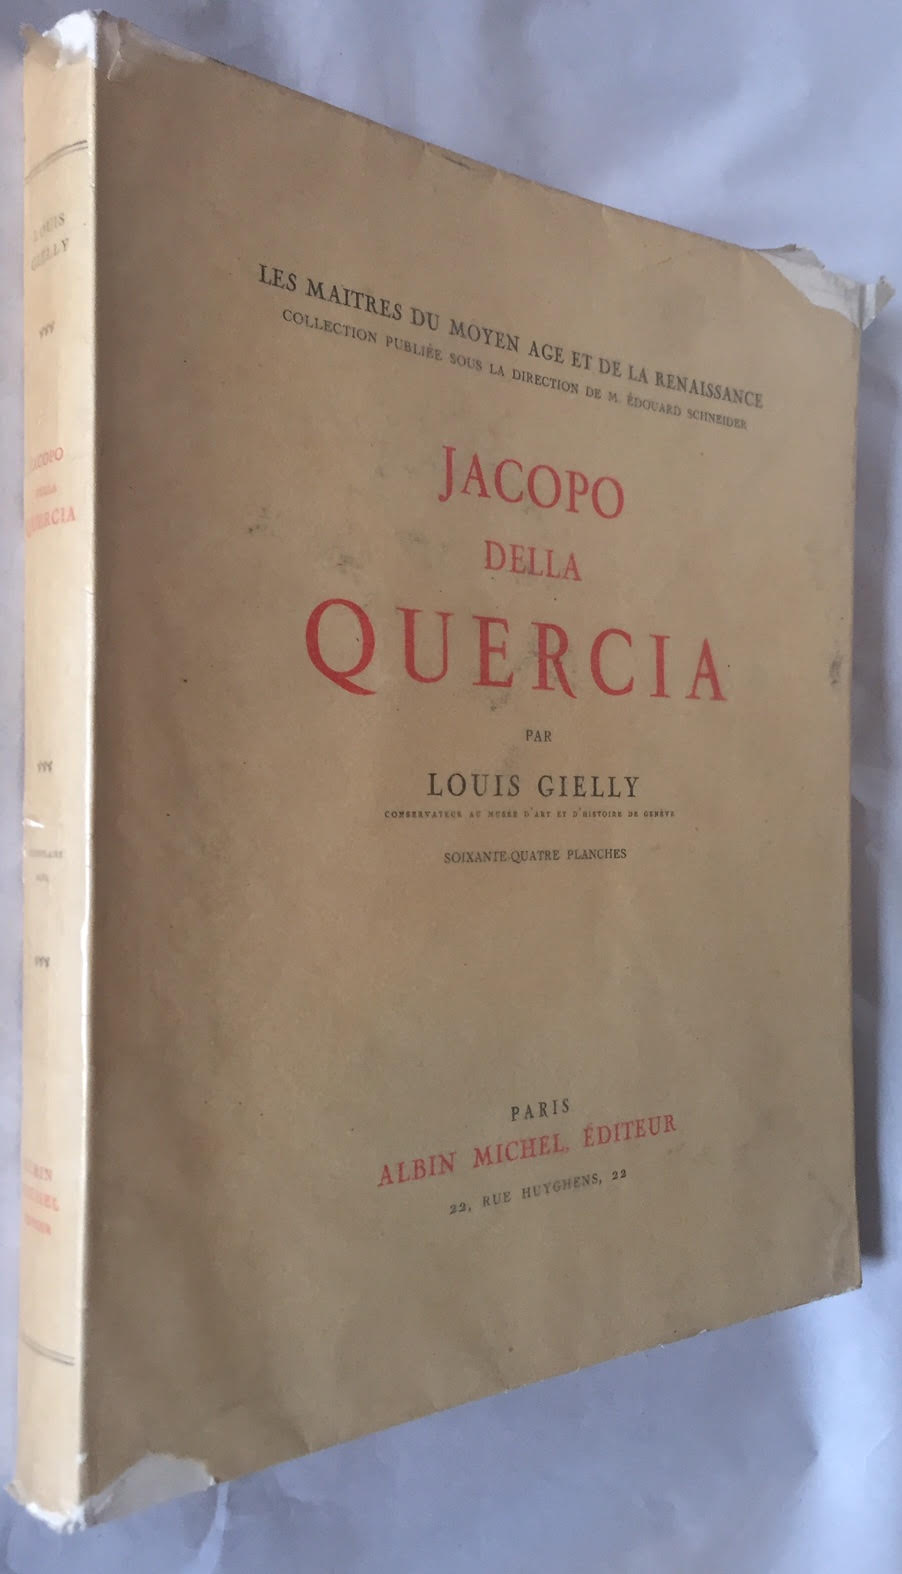 LOUIS
GIELLY
JACOPO
DELLA
QUERCIA
ALBIN
MICHEL
LES MAITRES DU MOYEN AGE ET DE LA RENAISSANCE
COLLECTION PUBLIÉE SOUS LA DIRECTION DE M. ÉDOUARD SCHNEIDER
JACOPO
DELLA
QUERCIA
PAR
LOUIS GIELLY
CONSERVATEUR AU MUSÉE D'ART ET D'HISTOIRE DE GENÈVE
SOIXANTE-QUATRE PLANCHES
PARIS
ALBIN MICHEL, ÉDITEUR
22, RUE HUYGHENS, 22